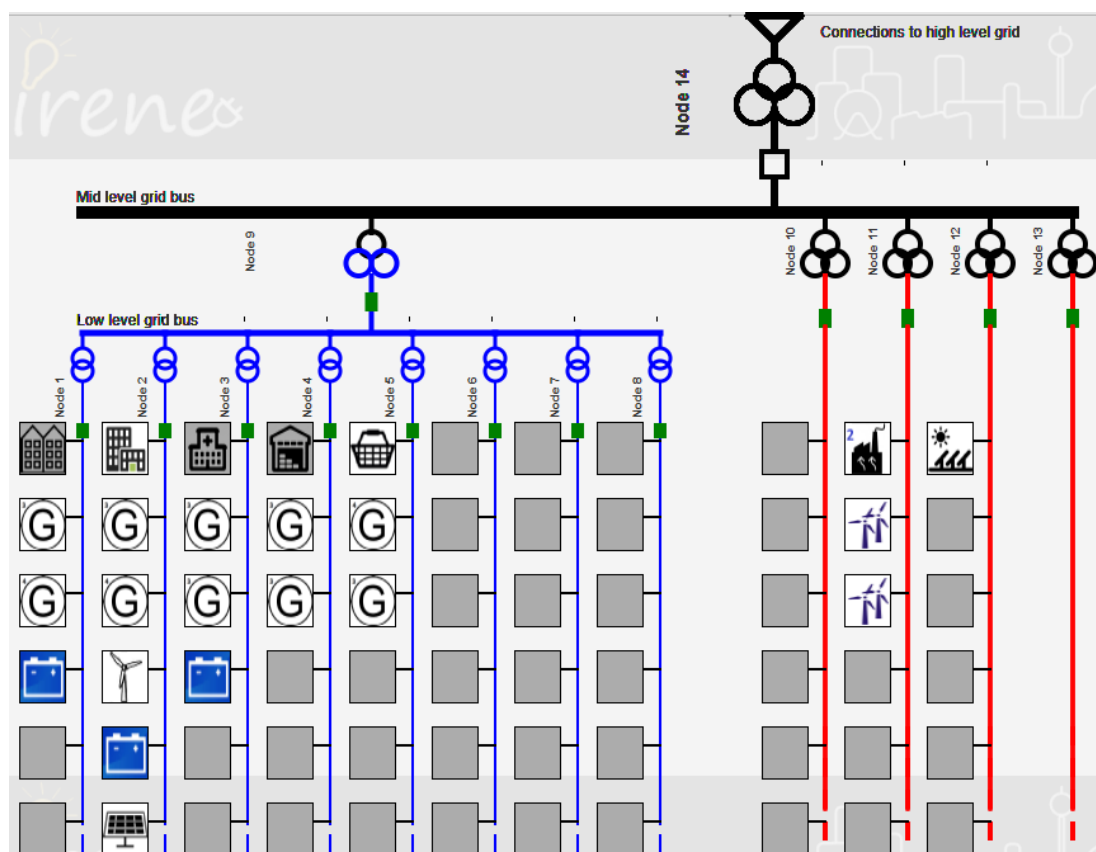 Connections to high level grid
irene
Node 14
Mid level grid bus
Node 9
Node 10
Node 11
Node 12
Node 13
Low level grid bus
Node 1
Node 2
Node 3
Node 4
Node 5
Node 6
Node 7
Node 8
2
G G G G G
G G G G G